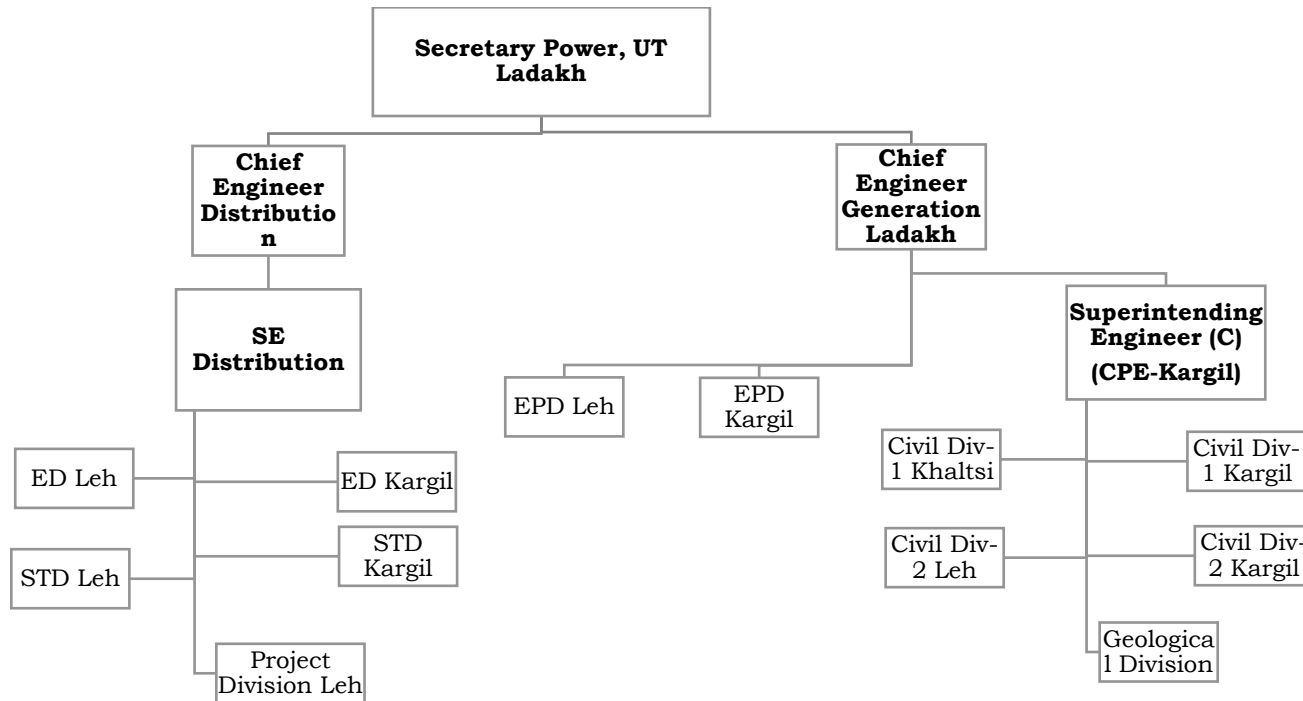 Secretary Power, UT
Ladakh
Chief
Engineer
Distributio
n
Chief
Engineer
Generation
Ladakh
SE
Distribution
Superintending
Engineer (C)
(CPE-Kargil)
EPD Leh
EPD
Kargil
ED Leh
ED Kargil
Civil Div-
1 Khaltsi
Civil Div-
1 Kargil
STD Leh
STD
Kargil
Civil Div-
2 Leh
Civil Div-
2 Kargil
Project
Division Leh
Geologica
l Division